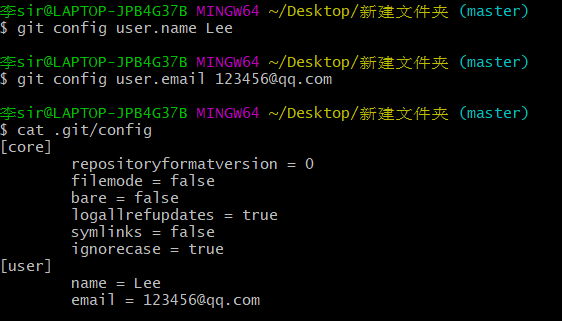 李sir@LAPTOP-JPB4G37B MINGW64 ~/Desktop/新建文件夹 (master)
$ git config user.name Lee
李sir@LAPTOP-JPB4G37B MINGW64 ~/Desktop/新建文件夹 (master)
$ git config user.email 123456@qq.com
李sir@LAPTOP-JPB4G37B MINGW64 ~/Desktop/新建文件夹 (master)
$ cat .git/config
[core]
repositoryformatversion = 0
filemode = false
bare = false
logallrefupdates = true
symlinks = false
ignorecase = true
[user]
name = Lee
email = 123456@qq.com